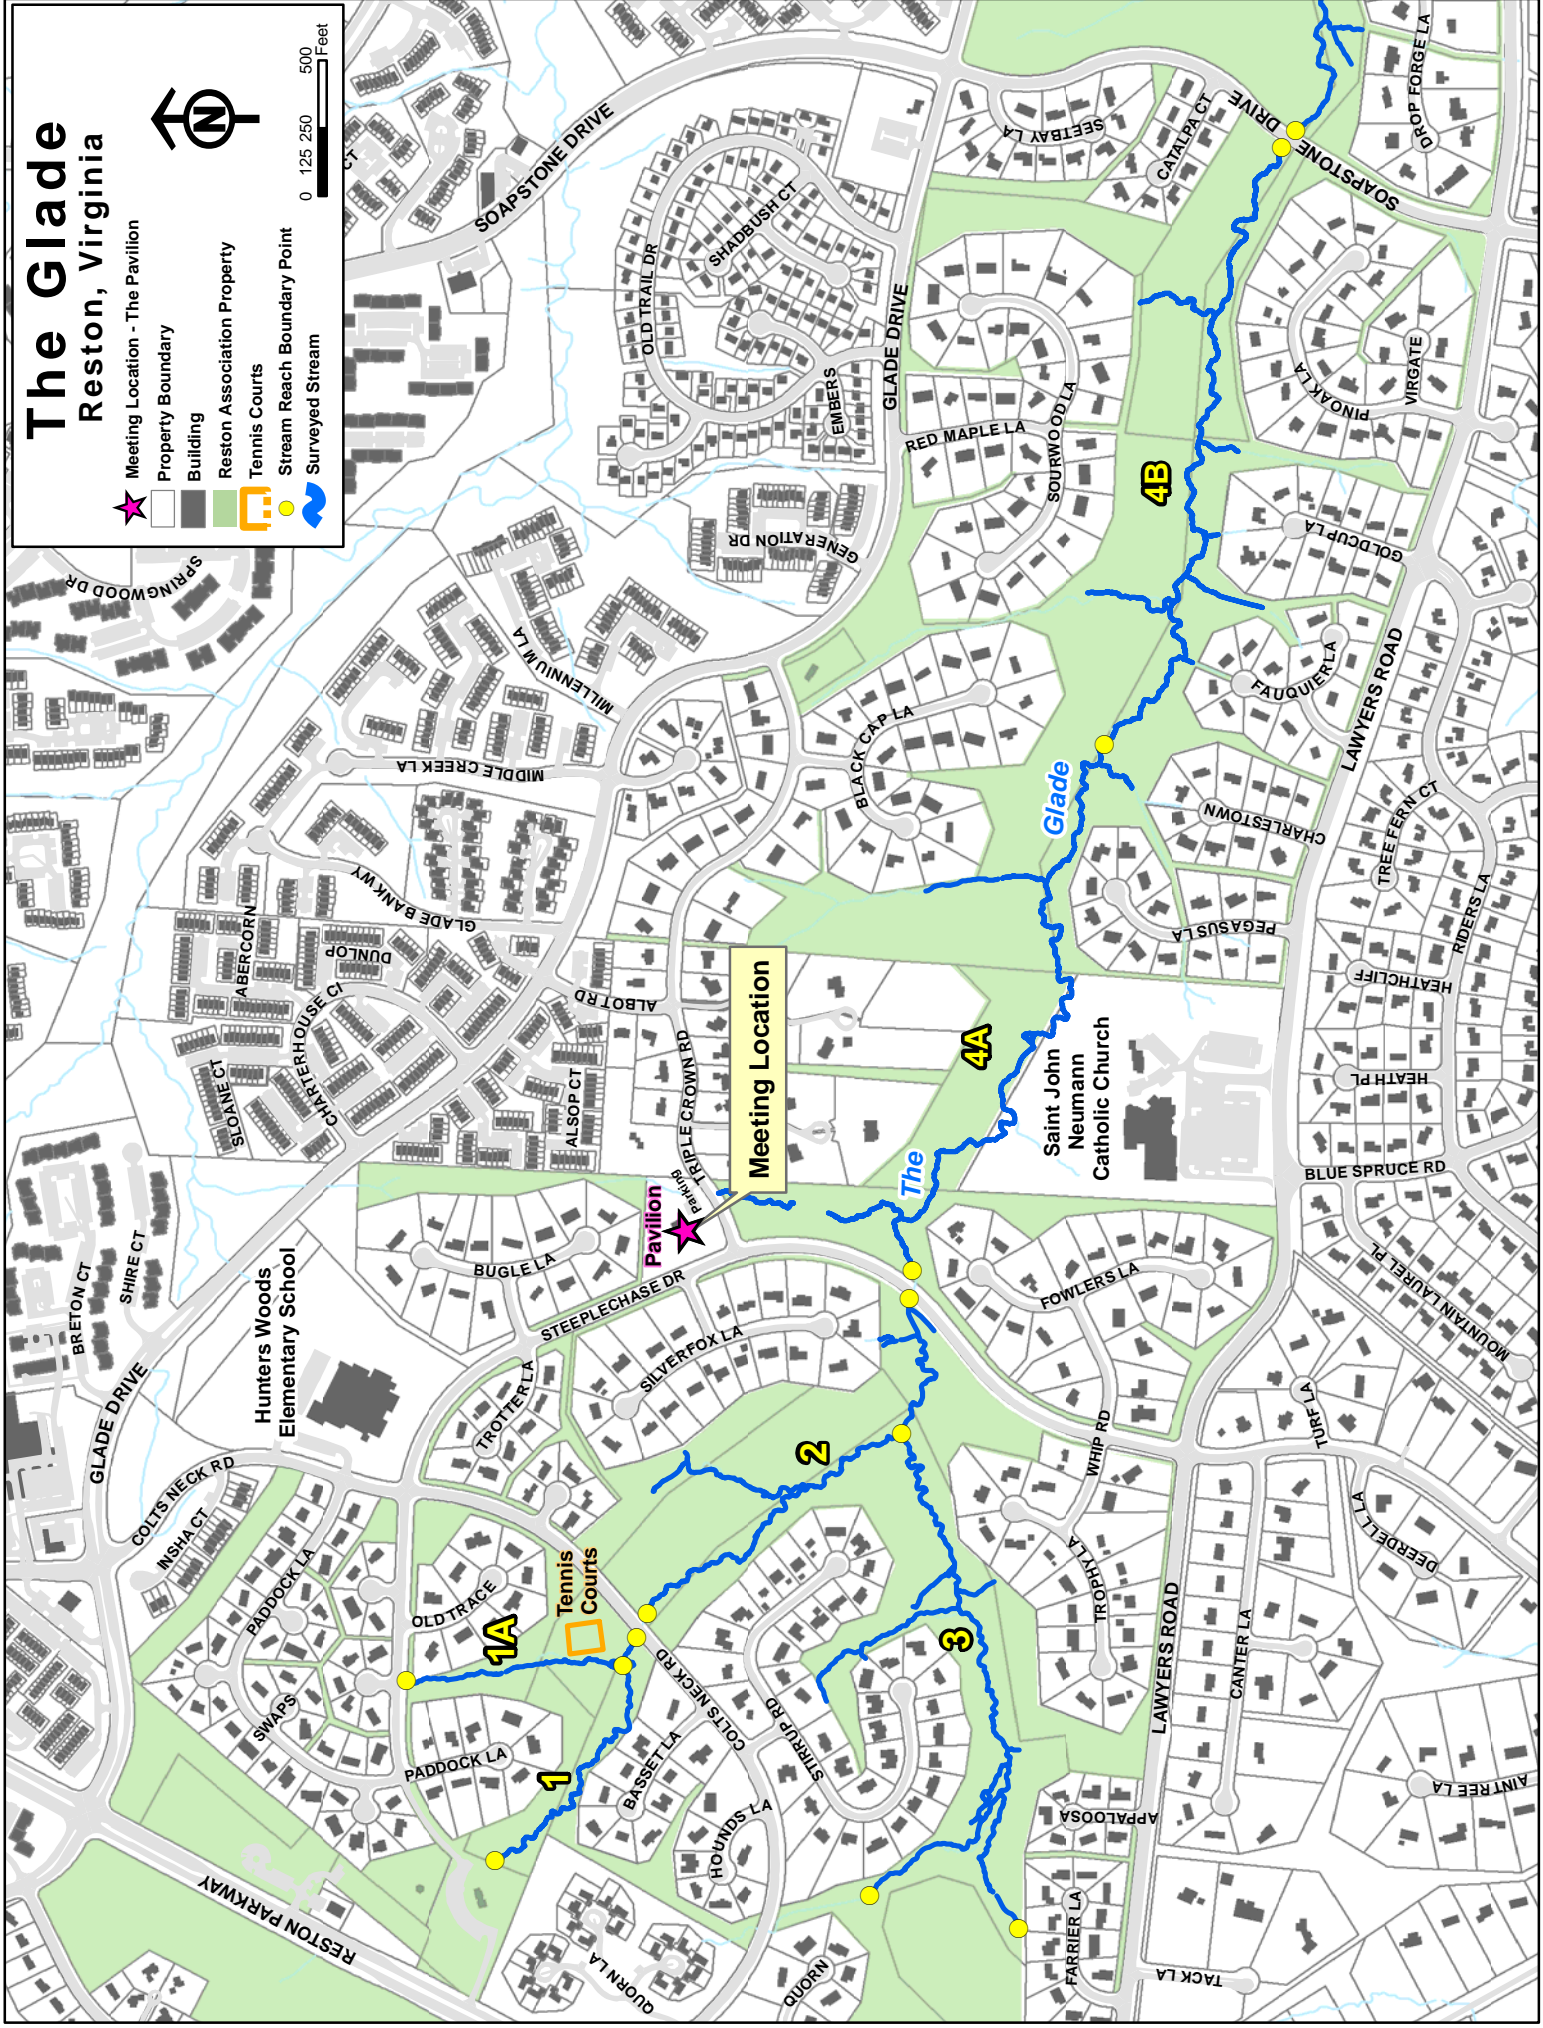 The Glade
Reston, Virginia
Meeting Location - The Pavilion
Property Boundary
Building
Reston Association Property
Tennis Courts
Stream Reach Boundary Point
Surveyed Stream
N
0 125 250 500
Feet
RESTON PARKWAY
GLADE DRIVE
COLTS NECK RD
INSHA CT
BRETON CT
SHIRE CT
Hunters Woods
Elementary School
PADDOCK LA
SWAPS
PADDOCK LA
OLD TRACE
1A
1
Tennis
Courts
BASSET LA
COLTS NECK RD
HOUNDS LA
STIRRUP RD
QUORN LA
QUORN
TROTTER LA
STEEPLECHASE DR
BUGLE LA
SILVERFOX LA
2
3
Pavilion
Parking
Meeting Location
TRIPLE CROWN RD
ALSOP CT
ALBOT RD
SLOANE CT
CHARTERHOUSE CI
ABERCORN
DUNLOP
GLADE BANK WY
MIDDLE CREEK LA
MILLENNIUM LA
SPRINGWOOD DR
CT
SOAPSTONE DRIVE
OLD TRAIL DR
SHADBUSH CT
EMBERS
GENERATION DR
GLADE DRIVE
RED MAPLE LA
SOURWOOD LA
BLACK CAP LA
SEETBAY LA
CATALPA CT
SOAPSTONE
DRIVE
DROP FORGE LA
The
Glade
4A
4B
Saint John
Neumann
Catholic Church
PINOAK LA
VIRGATE
GOLDCUP LA
FAUQUIER LA
CHARLESTOWN
PEGASUS LA
LAWYERS ROAD
TREE FERN CT
RIDERS LA
HEATHCLIFF
HEATH PL
BLUE SPRUCE RD
MOUNTAIN LAUREL PL
FOWLERS LA
WHIP RD
TROPHY LA
TURF LA
DEERDELL LA
CANTER LA
LAWYERS ROAD
APPALOOSA
FARRIER LA
TACK LA
AINTREE LA